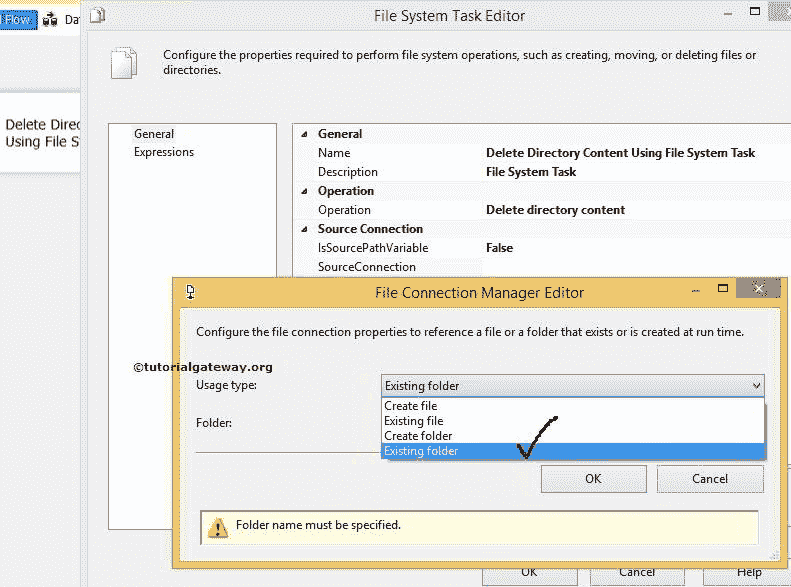 Flow
File System Task Editor
Configure the properties required to perform file system operations, such as creating, moving, or deleting files or
directories.
Delete Direc
Using File S
General
Expressions
General
Name Delete Directory Content Using File System Task
Description File System Task
Operation
Operation Delete directory content
Source Connection
IsSourcePathVariable False
SourceConnection
File Connection Manager Editor
Configure the file connection properties to reference a file or a folder that exists or is created at run time.
©tutorialgateway.org
Usage type: Existing folder
Create file
Existing file
Create folder
Existing folder
Folder:
OK Cancel
Folder name must be specified.
OK Cancel Help